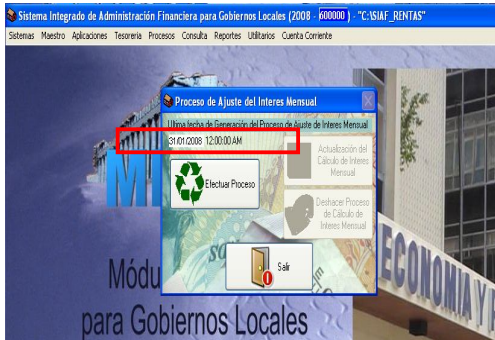 Sistema Integrado de Administración Financiera para Gobiernos Locales (2008 - 600000 ) - "C:\SIAF_RENTAS"
Sistemas Maestro Aplicaciones Tesoreria Procesos Consulta Reportes Utilitarios Cuenta Corriente
Proceso de Ajuste del Interes Mensual
Ultima fecha de Generación del Proceso de Ajuste de Interes Mensual
31/01/2008 12:00:00 AM
Efectuar Proceso
Actualización del
Cálculo de Interes
Mensual
Deshacer Proceso
de Cálculo de
Interes Mensual
Salir
Módu
para Gobiernos Locales
ECONOMIA Y